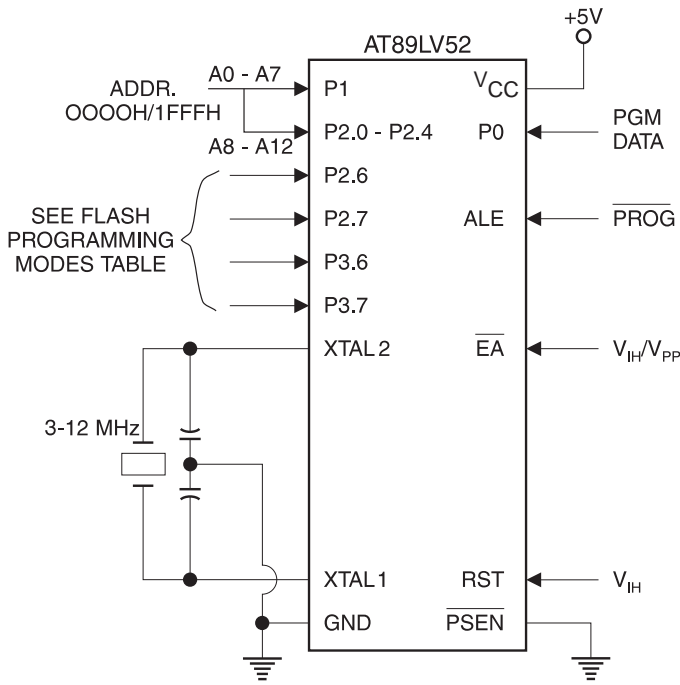 +5V
AT89LV52
A0 - A7
ADDR.
OOOOH/1FFFH
P1
VCC
A8 - A12
P2.0 - P2.4
P0
PGM
DATA
P2.6
SEE FLASH
PROGRAMMING
MODES TABLE
P2.7
ALE
PROG
P3.6
P3.7
XTAL 2
EA
VIH/VPP
3-12 MHz
XTAL1
RST
VIH
GND
PSEN